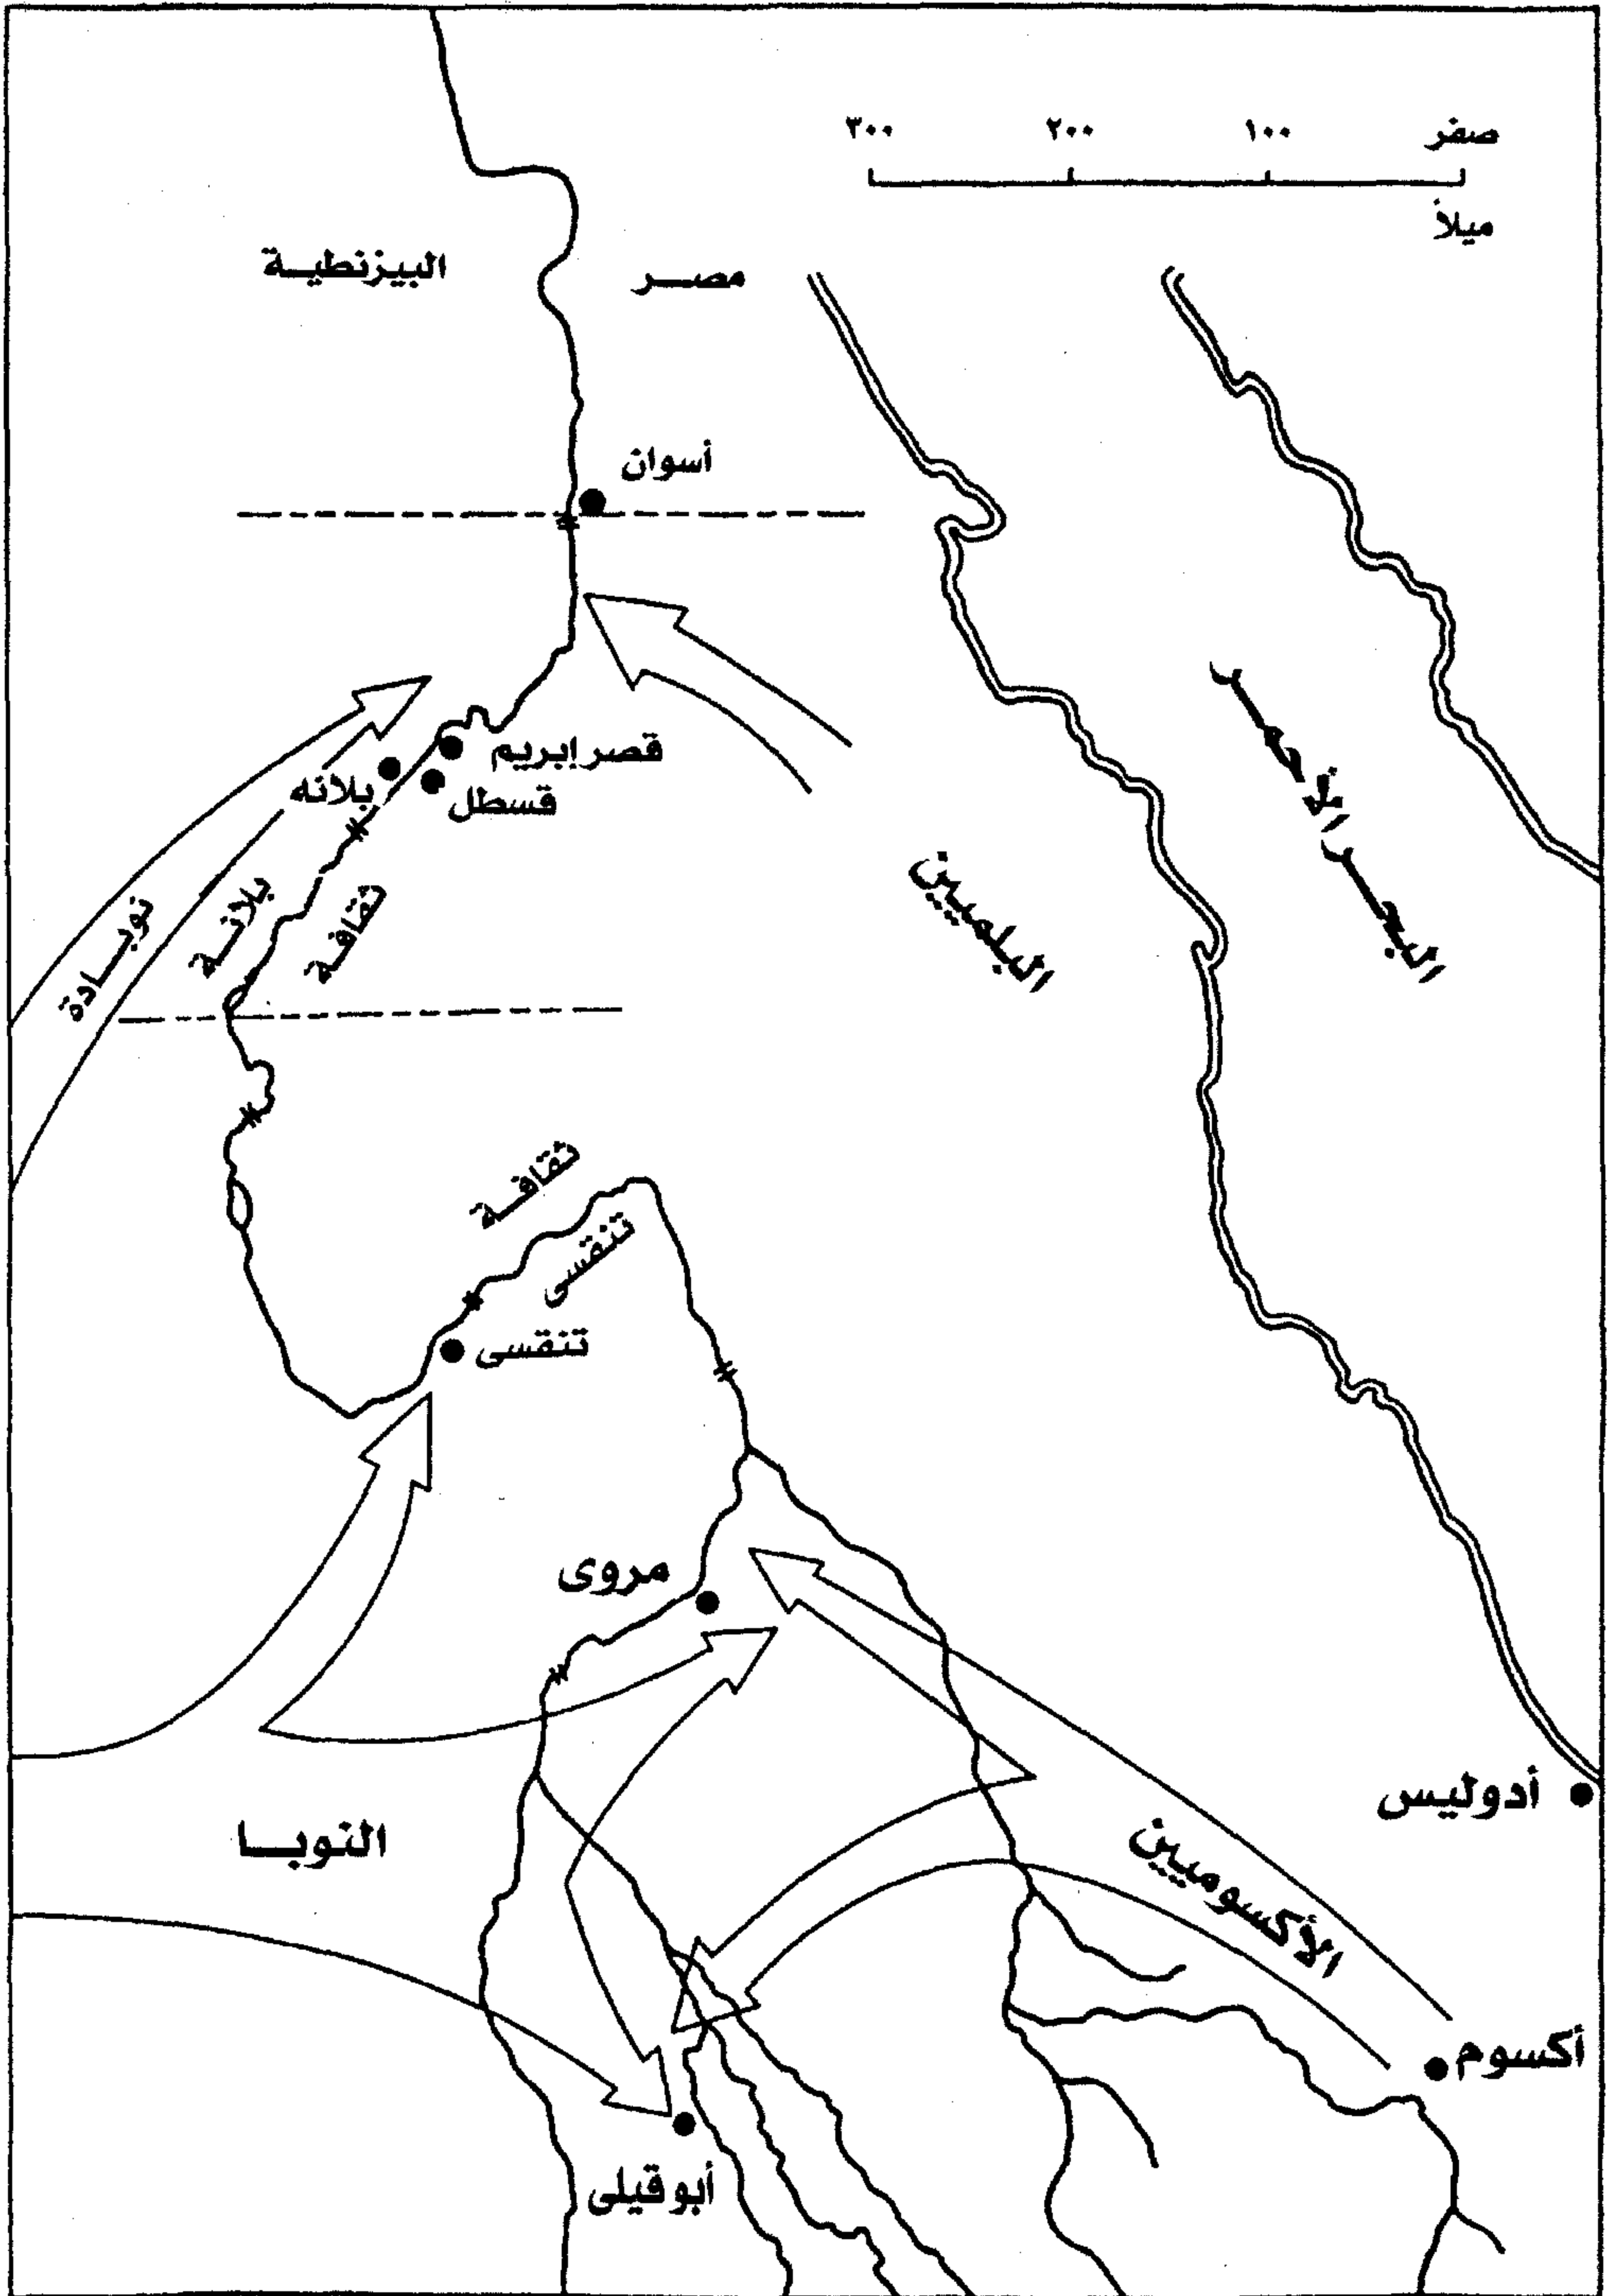 صفر ١٠٠ ٢٠٠ ٣٠٠
ميلاً
مصر البيزنطية
أسوان
قصر إبريم
قسطل
بلانه
البحر الأحمر
البلميين
ثقافة بلانة
نوبادة
ثقافة تنقسى
تنقسى
مروى
أدوليس
النوبا
الأكسوميين
أكسوم
أبو قيلى